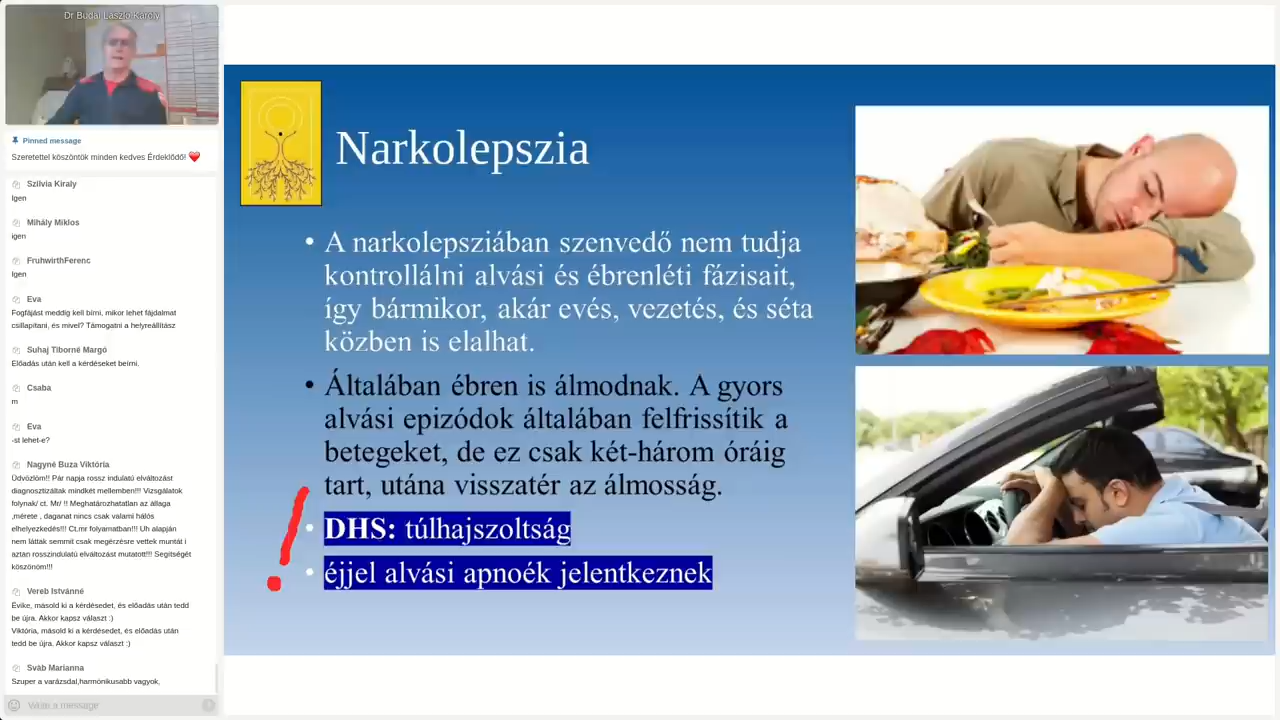 Dr Budai László Károly
Pinned message
Szeretettel köszöntök minden kedves Érdeklődőt ❤️
Szilvia Kiraly
Igen
Mihály Miklos
igen
FruhwirthFerenc
Igen
Eva
Fogfájást meddig kell bírni, mikor lehet fájdalmat
csillapítani, és mivel? Támogatni a helyreállítász
Suhaj Tiborné Margó
Előadás után kell a kérdéseket beírni.
Csaba
m
Eva
-st lehet-e?
Nagyné Buza Viktória
Üdvözlöm!! Pár napja rossz indulatú elváltozást
diagnosztizáltak mindkét mellemben!!! Vizsgálatok
folynak/ ct. Mr/ !! Meghatározhatatlan az állaga
,mérete , daganat nincs csak valami hálós
elhelyezkedés!!! Ct.mr folyamatban!!! Uh alapján
nem láttak semmit csak megérzésre vettek muntát i
aztan rosszindulatú elváltozást mutatott!!! Segítségét
köszönöm!!!
Vereb Istvánné
Évike, másold ki a kérdésedet, és előadás után tedd
be újra. Akkor kapsz választ :)
Viktória, másold ki a kérdésedet, és előadás után
tedd be újra. Akkor kapsz választ :)
Svàb Marianna
Szuper a varázsdal,harmónikusabb vagyok,
Write a message
Narkolepszia
• A narkolepsziában szenvedő nem tudja
kontrollálni alvási és ébrenléti fázisait,
így bármikor, akár evés, vezetés, és séta
közben is elalhat.
• Általában ébren is álmodnak. A gyors
alvási epizódok általában felfrissítik a
betegeket, de ez csak két-három óráig
tart, utána visszatér az álmosság.
• DHS: túlhajszoltság
• éjjel alvási apnoék jelentkeznek